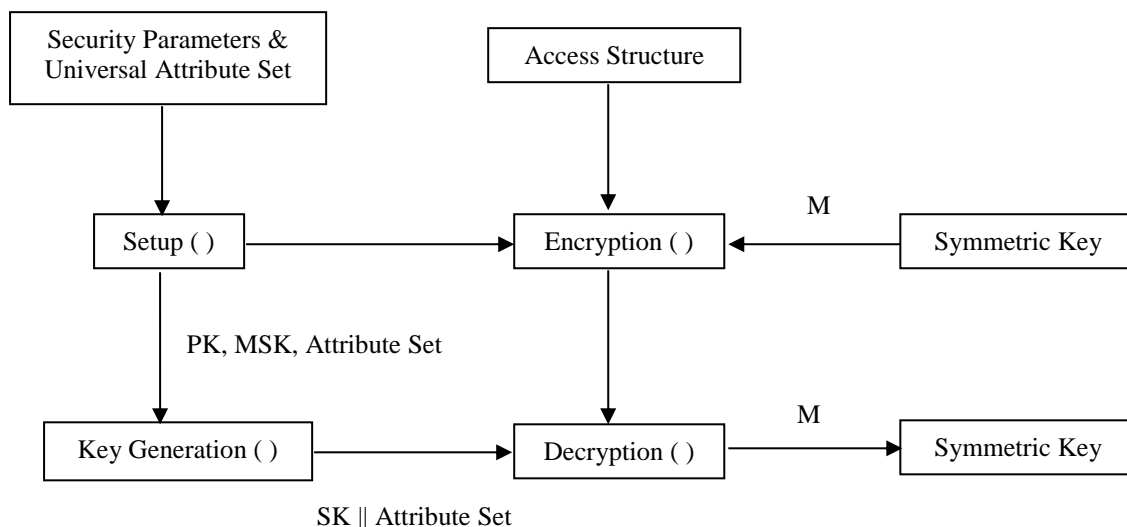 Security Parameters &
Universal Attribute Set
Access Structure
M
Setup ( )
Encryption ( )
Symmetric Key
PK, MSK, Attribute Set
M
Key Generation ( )
Decryption ( )
Symmetric Key
SK || Attribute Set